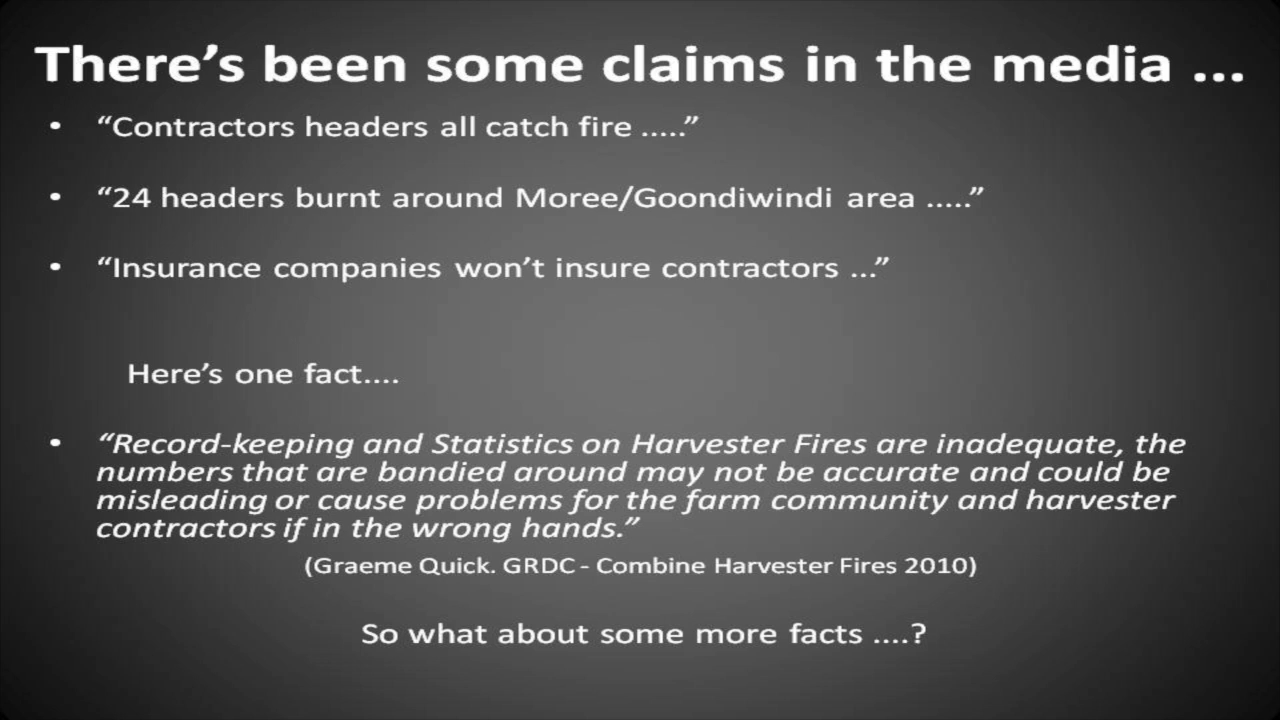 There’s been some claims in the media ...
• “Contractors headers all catch fire .....”
• “24 headers burnt around Moree/Goondiwindi area .....”
• “Insurance companies won’t insure contractors ...”
Here’s one fact....
• “Record-keeping and Statistics on Harvester Fires are inadequate, the
numbers that are bandied around may not be accurate and could be
misleading or cause problems for the farm community and harvester
contractors if in the wrong hands.”
(Graeme Quick. GRDC - Combine Harvester Fires 2010)
So what about some more facts ....?